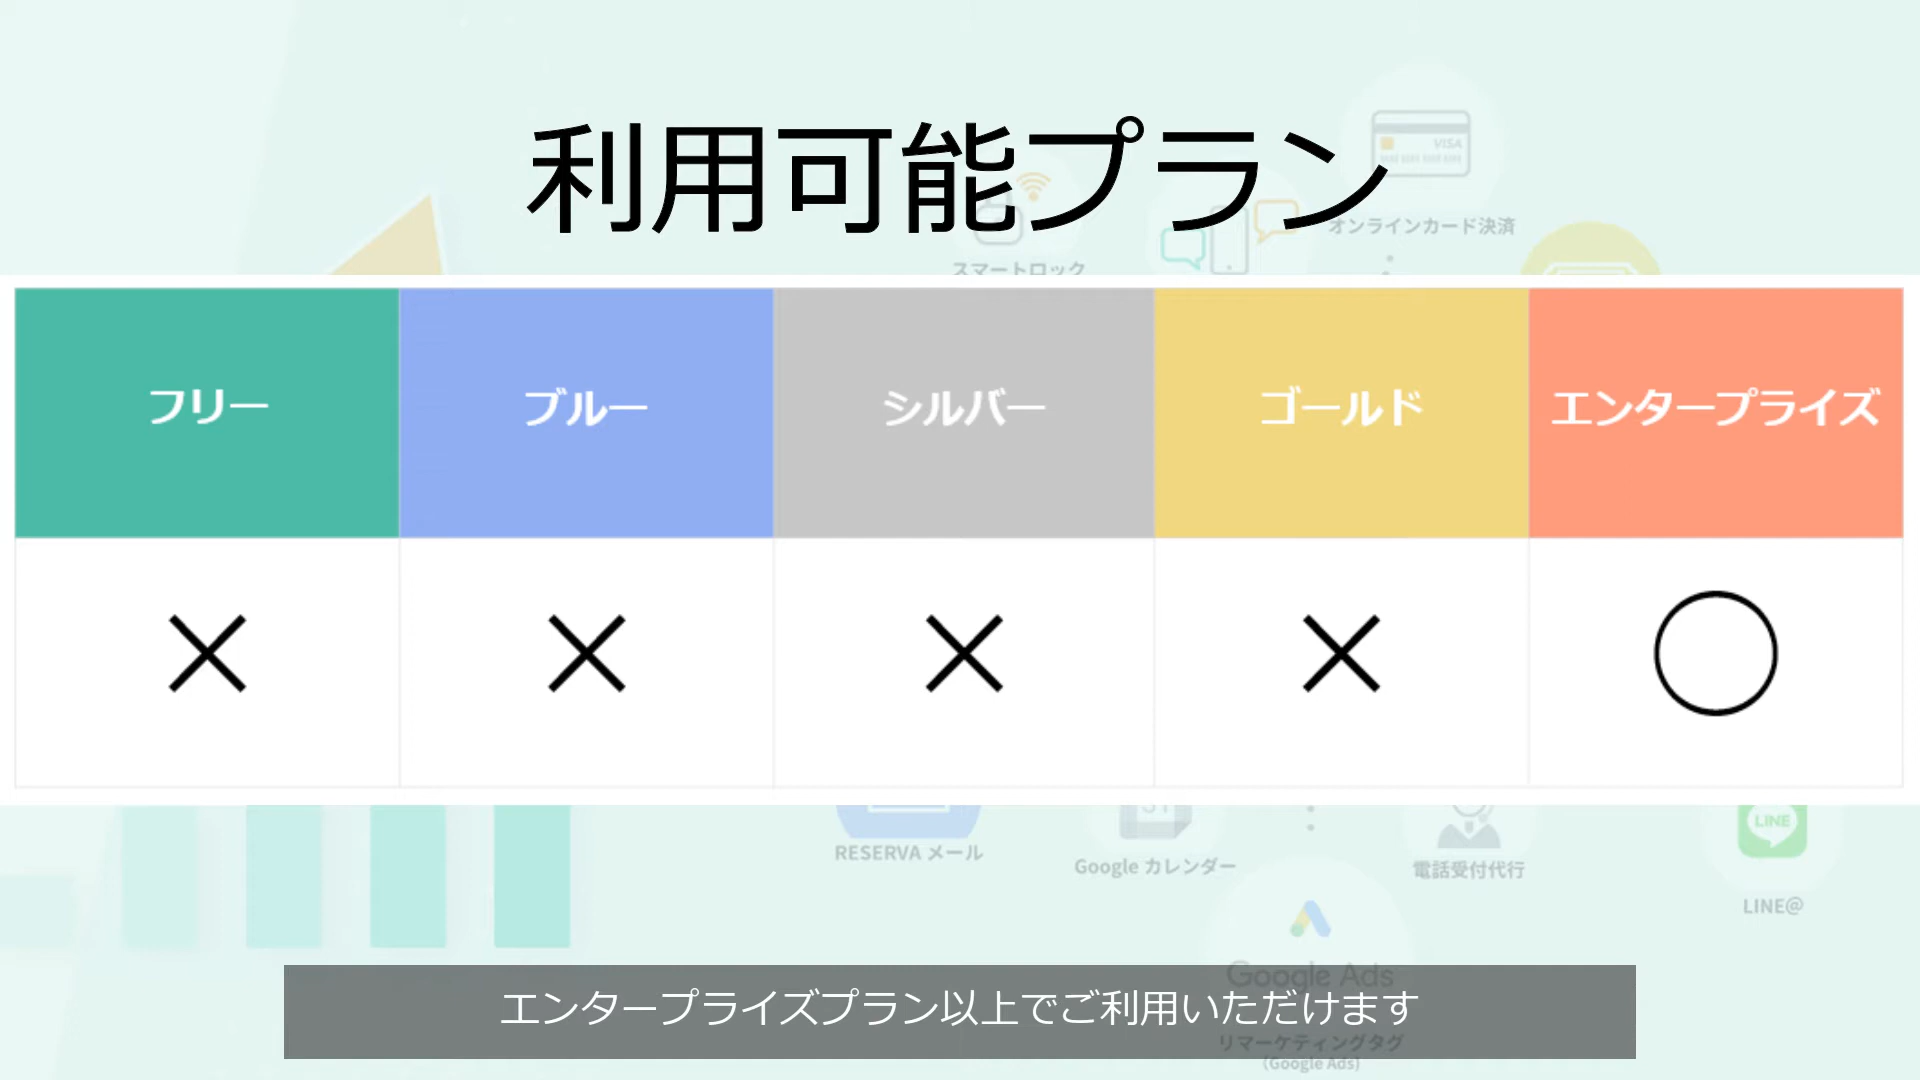 利用可能プラン
VISA
オンラインカード決済
スマートロック
フリー
ブルー
シルバー
ゴールド
エンタープライズ
×
×
×
×
○
31
LINE
RESERVA メール
Google カレンダー
電話受付代行
LINE@
Google Ads
エンタープライズプラン以上でご利用いただけます
リマーケティングタグ
(Google Ads)